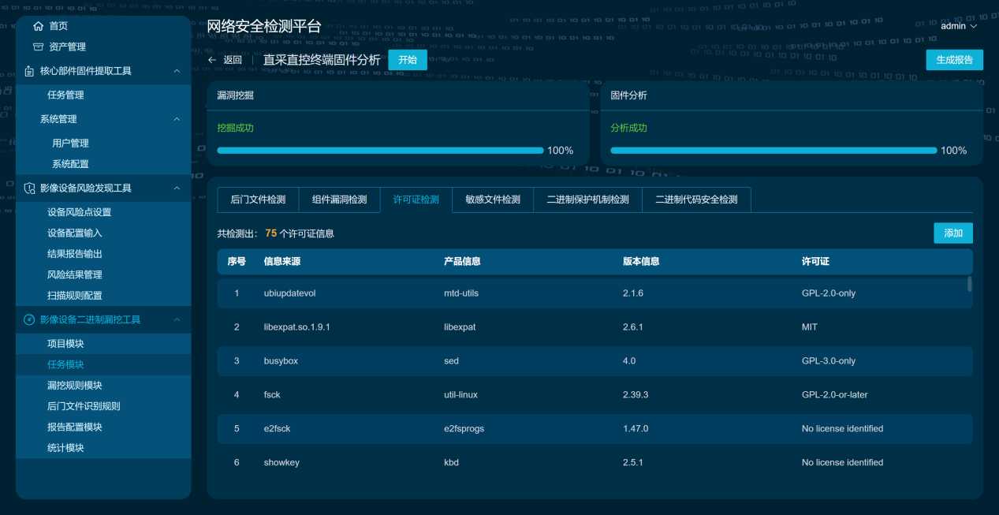 首页
资产管理
核心部件固件提取工具
任务管理
系统管理
用户管理
系统配置
影像设备风险发现工具
设备风险点设置
设备配置输入
结果报告输出
风险结果管理
扫描规则配置
影像设备二进制漏挖工具
项目模块
任务模块
漏挖规则模块
后门文件识别规则
报告配置模块
统计模块
网络安全检测平台
admin
返回 直采直控终端固件分析 开始 生成报告
漏洞挖掘
挖掘成功
100%
固件分析
分析成功
100%
后门文件检测 组件漏洞检测 许可证检测 敏感文件检测 二进制保护机制检测 二进制代码安全检测
共检测出： 75 个许可证信息 添加
序号 信息来源 产品信息 版本信息 许可证
1 ubiupdatevol mtd-utils 2.1.6 GPL-2.0-only
2 libexpat.so.1.9.1 libexpat 2.6.1 MIT
3 busybox sed 4.0 GPL-3.0-only
4 fsck util-linux 2.39.3 GPL-2.0-or-later
5 e2fsck e2fsprogs 1.47.0 No license identified
6 showkey kbd 2.5.1 No license identified